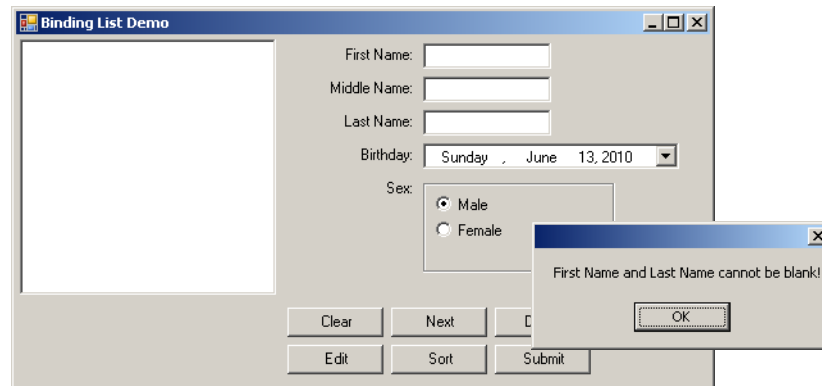 Binding List Demo
First Name:
Middle Name:
Last Name:
Birthday: Sunday , June 13, 2010
Sex:
Male
Female
First Name and Last Name cannot be blank!
OK
Clear Next
Edit Sort Submit